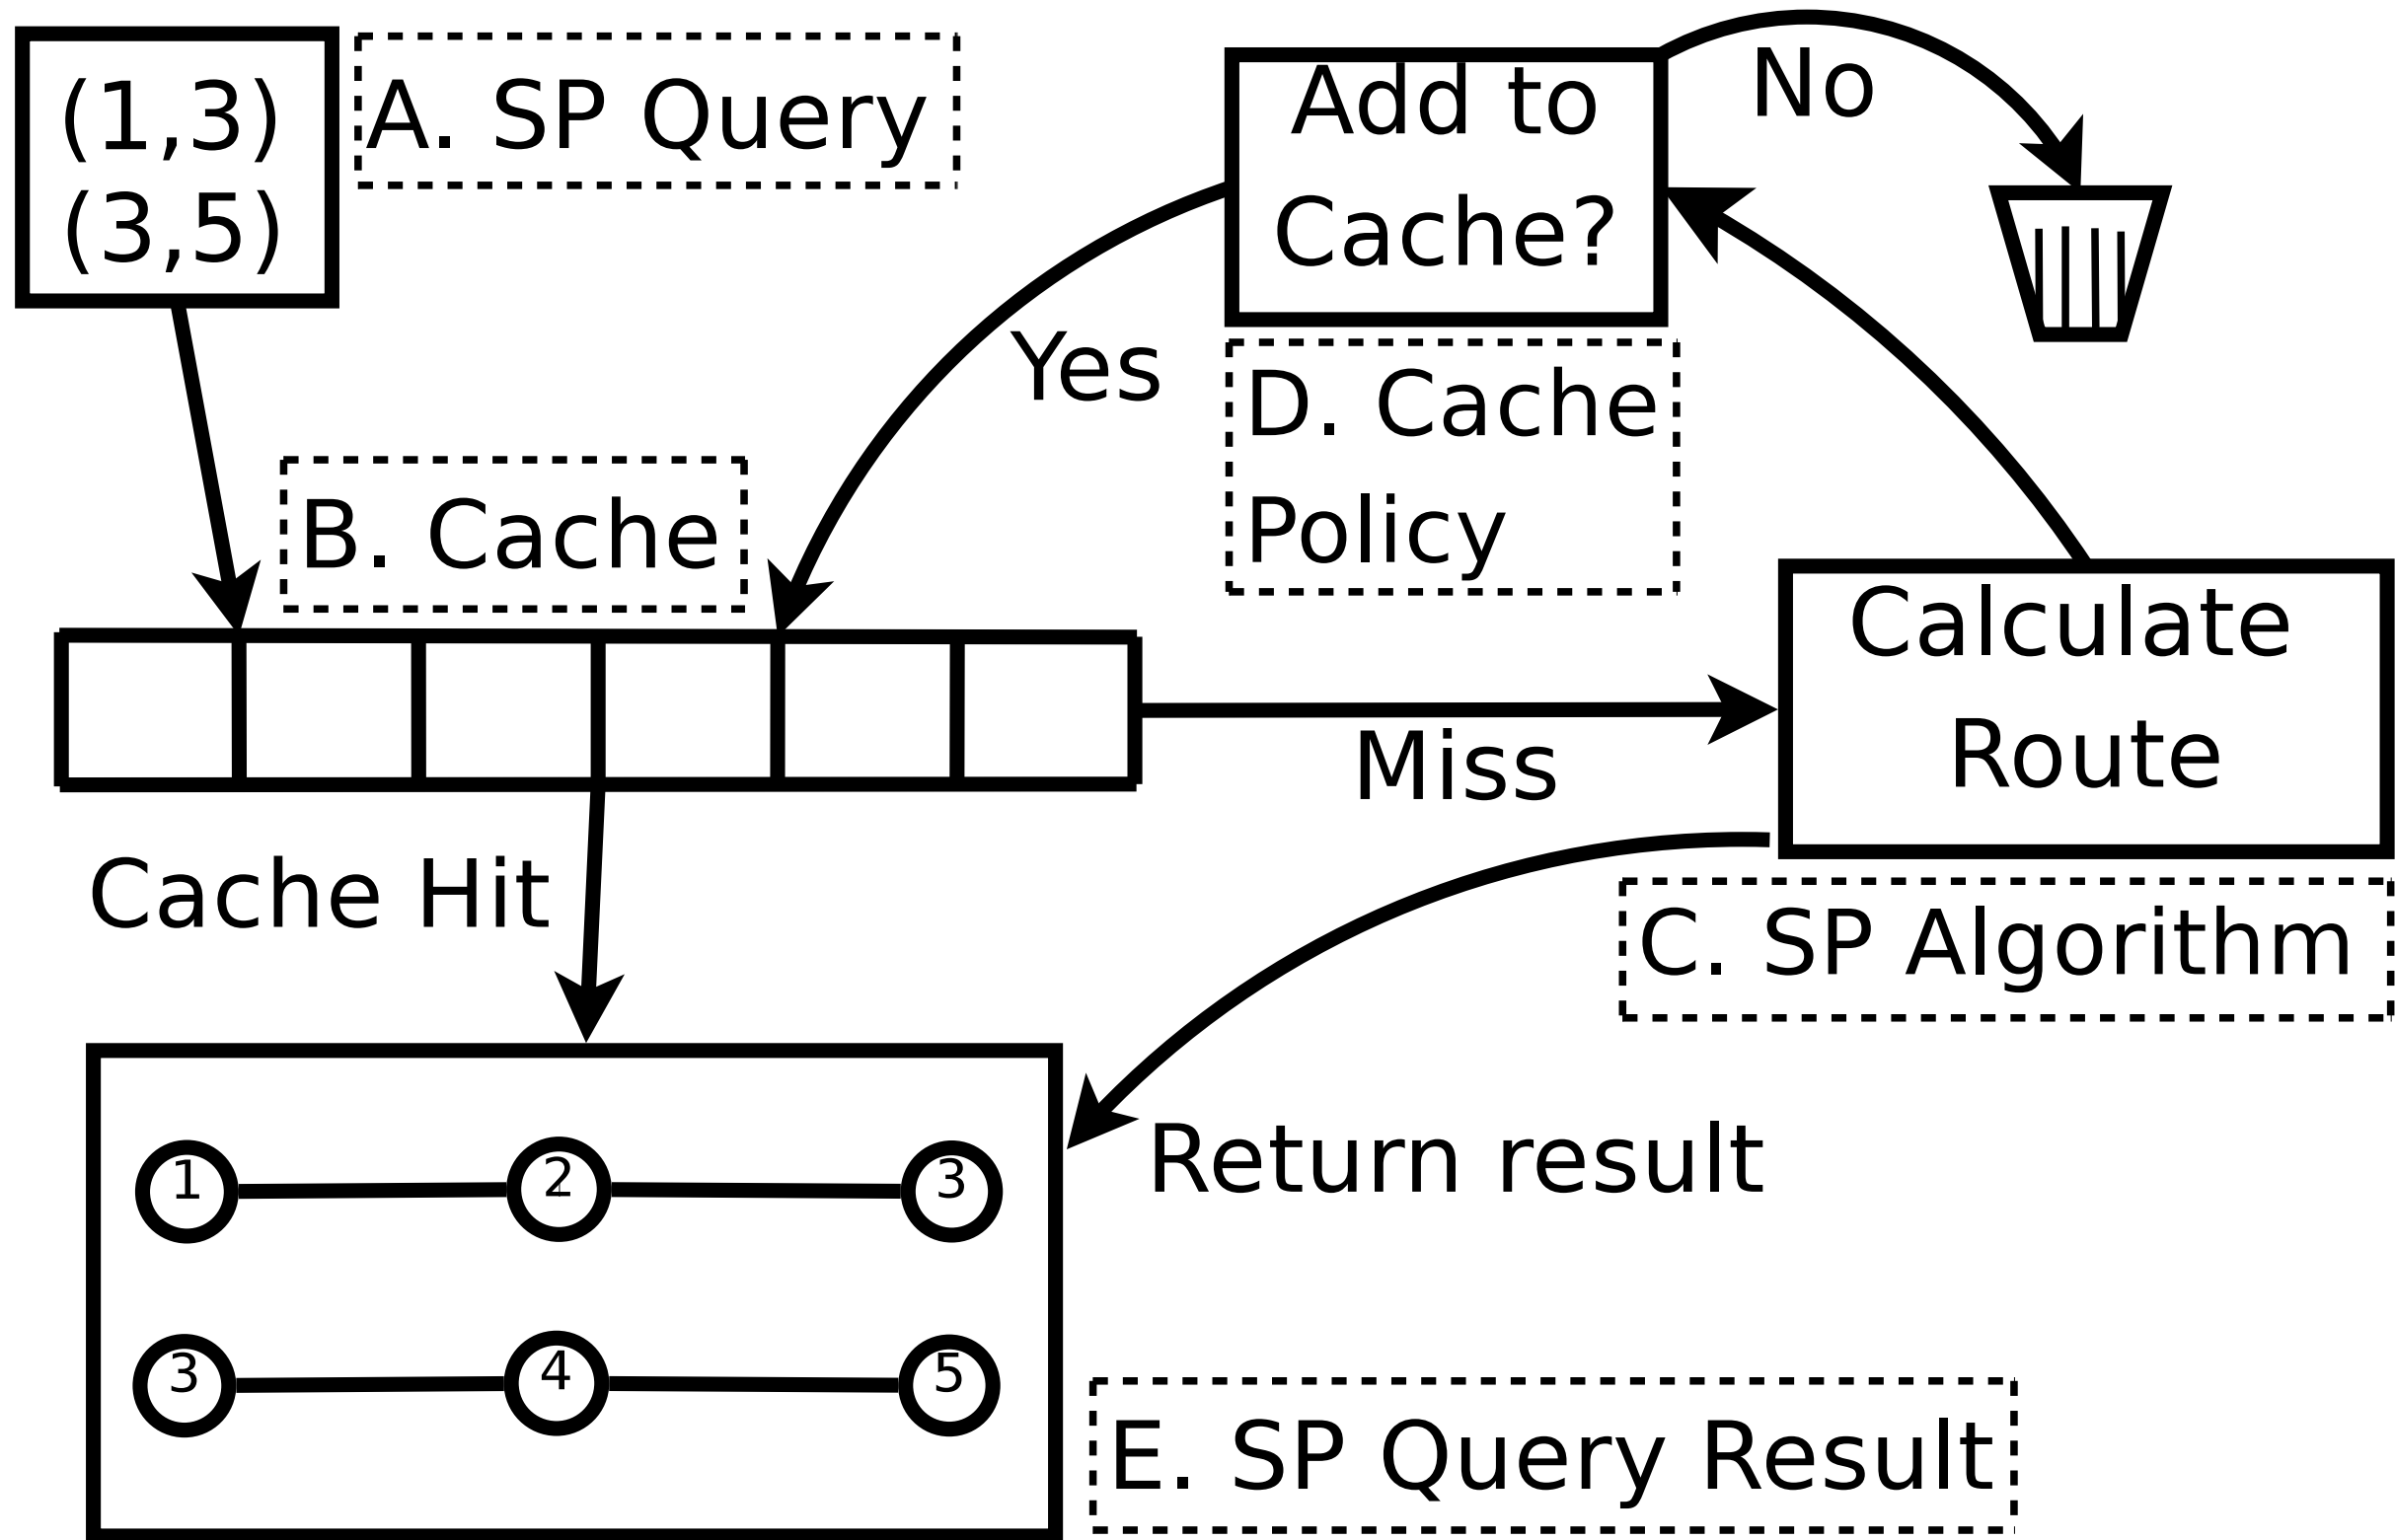 (1,3)
(3,5)
A. SP Query
Add to
Cache?
No
Yes
D. Cache
Policy
B. Cache
Calculate
Route
Miss
Cache Hit
C. SP Algorithm
Return result
1 2 3
3 4 5
E. SP Query Result